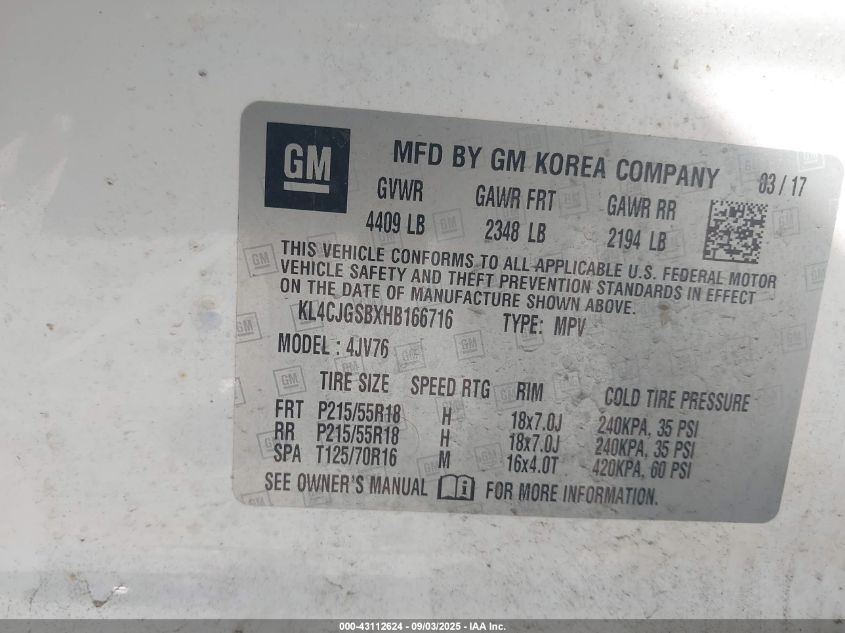 GM
MFD BY GM KOREA COMPANY 03/17
GVWR GAWR FRT GAWR RR
4409 LB 2348 LB 2194 LB
THIS VEHICLE CONFORMS TO ALL APPLICABLE U.S. FEDERAL MOTOR
VEHICLE SAFETY AND THEFT PREVENTION STANDARDS IN EFFECT
ON THE DATE OF MANUFACTURE SHOWN ABOVE.
KL4CJGSBXHB166716 TYPE: MPV
MODEL : 4JV76
TIRE SIZE SPEED RTG RIM COLD TIRE PRESSURE
FRT P215/55R18 H 18x7.0J 240KPA, 35 PSI
RR P215/55R18 H 18x7.0J 240KPA, 35 PSI
SPA T125/70R16 M 16x4.0T 420KPA, 60 PSI
SEE OWNER'S MANUAL i FOR MORE INFORMATION.
000-43112624 - 09/03/2025 - IAA Inc.